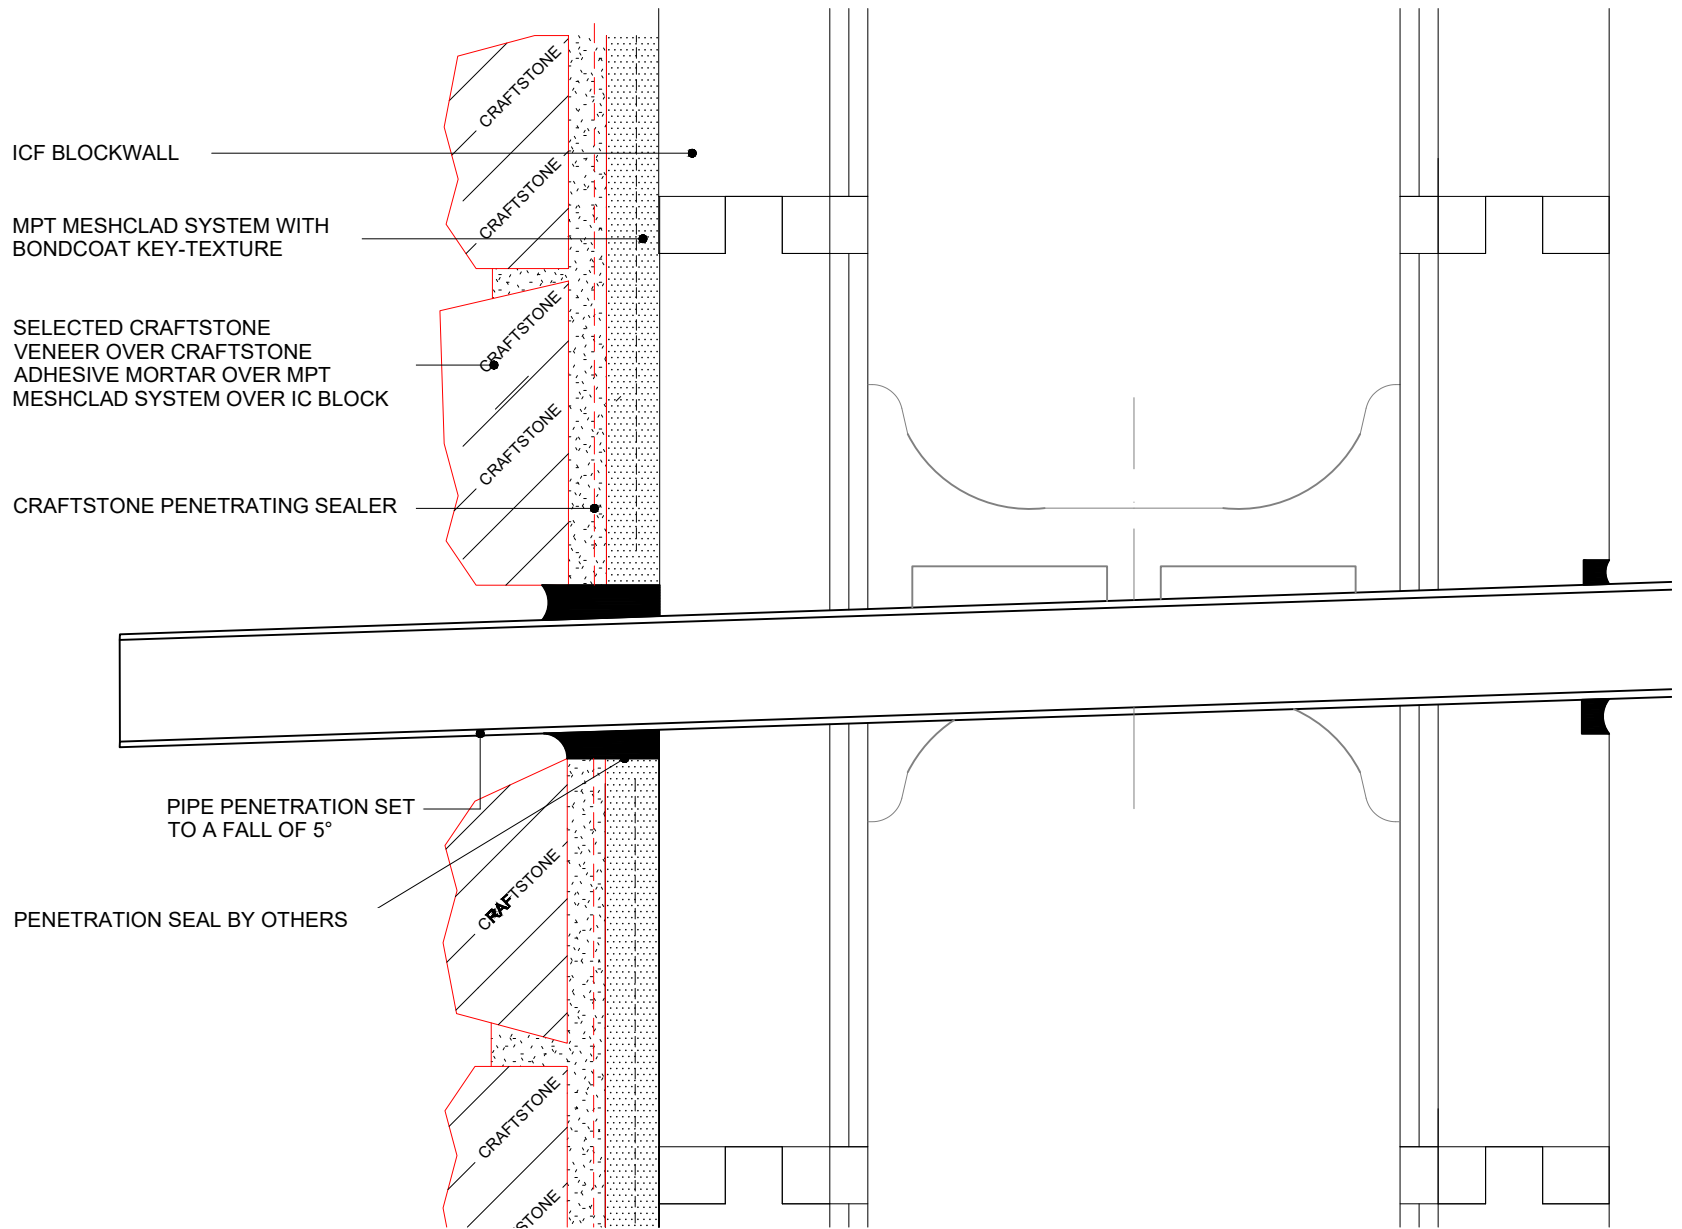 CRAFTSTONE
ICF BLOCKWALL
CRAFTSTONE
MPT MESHCLAD SYSTEM WITH
BONDCOAT KEY-TEXTURE
SELECTED CRAFTSTONE
VENEER OVER CRAFTSTONE
ADHESIVE MORTAR OVER MPT
MESHCLAD SYSTEM OVER IC BLOCK
CRAFTSTONE
CRAFTSTONE
CRAFTSTONE PENETRATING SEALER
PIPE PENETRATION SET
TO A FALL OF 5°
CRAFTSTONE
PENETRATION SEAL BY OTHERS
CRAFTSTONE
STONE